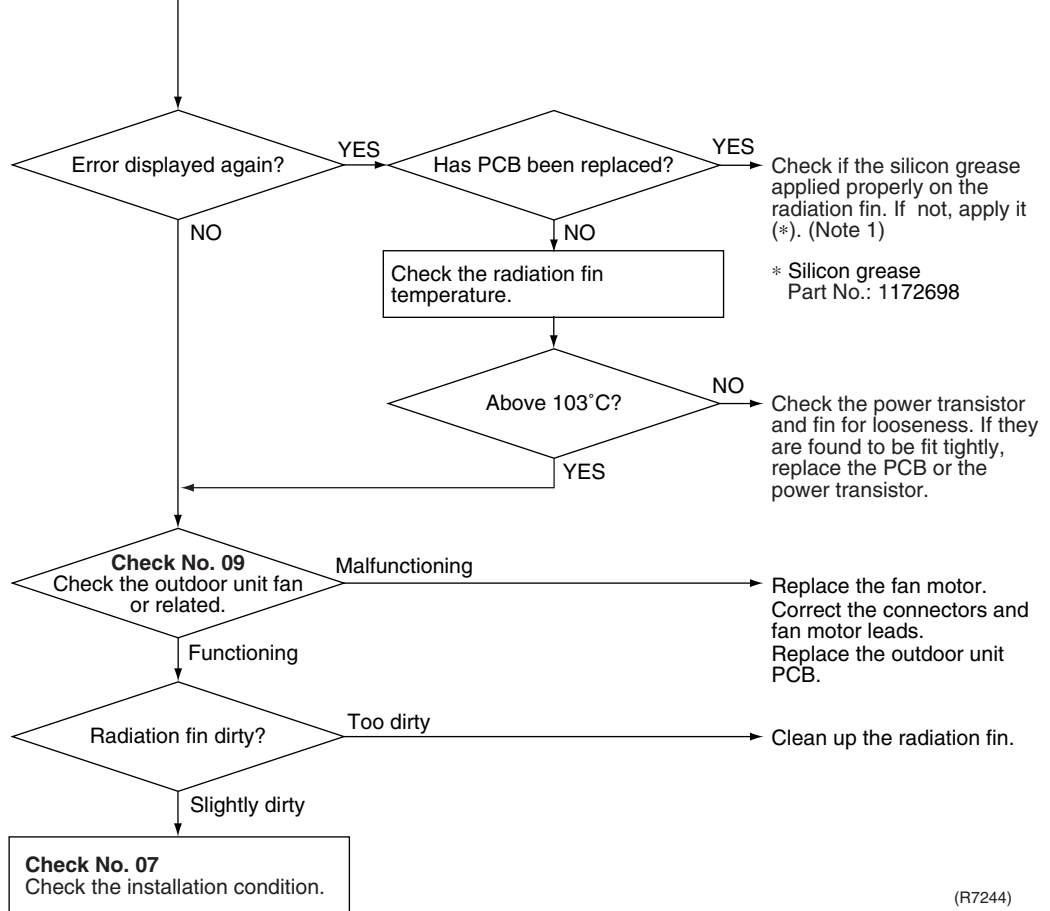 Error displayed again?
YES
Has PCB been replaced?
YES
Check if the silicon grease
applied properly on the
radiation fin. If  not, apply it
(*). (Note 1)
* Silicon grease
Part No.: 1172698
NO
NO
Check the radiation fin
temperature.
Above 103°C?
NO
Check the power transistor
and fin for looseness. If they
are found to be fit tightly,
replace the PCB or the
power transistor.
YES
Check No. 09
Check the outdoor unit fan
or related.
Malfunctioning
Replace the fan motor.
Correct the connectors and
fan motor leads.
Replace the outdoor unit
PCB.
Functioning
Radiation fin dirty?
Too dirty
Clean up the radiation fin.
Slightly dirty
Check No. 07
Check the installation condition.
(R7244)